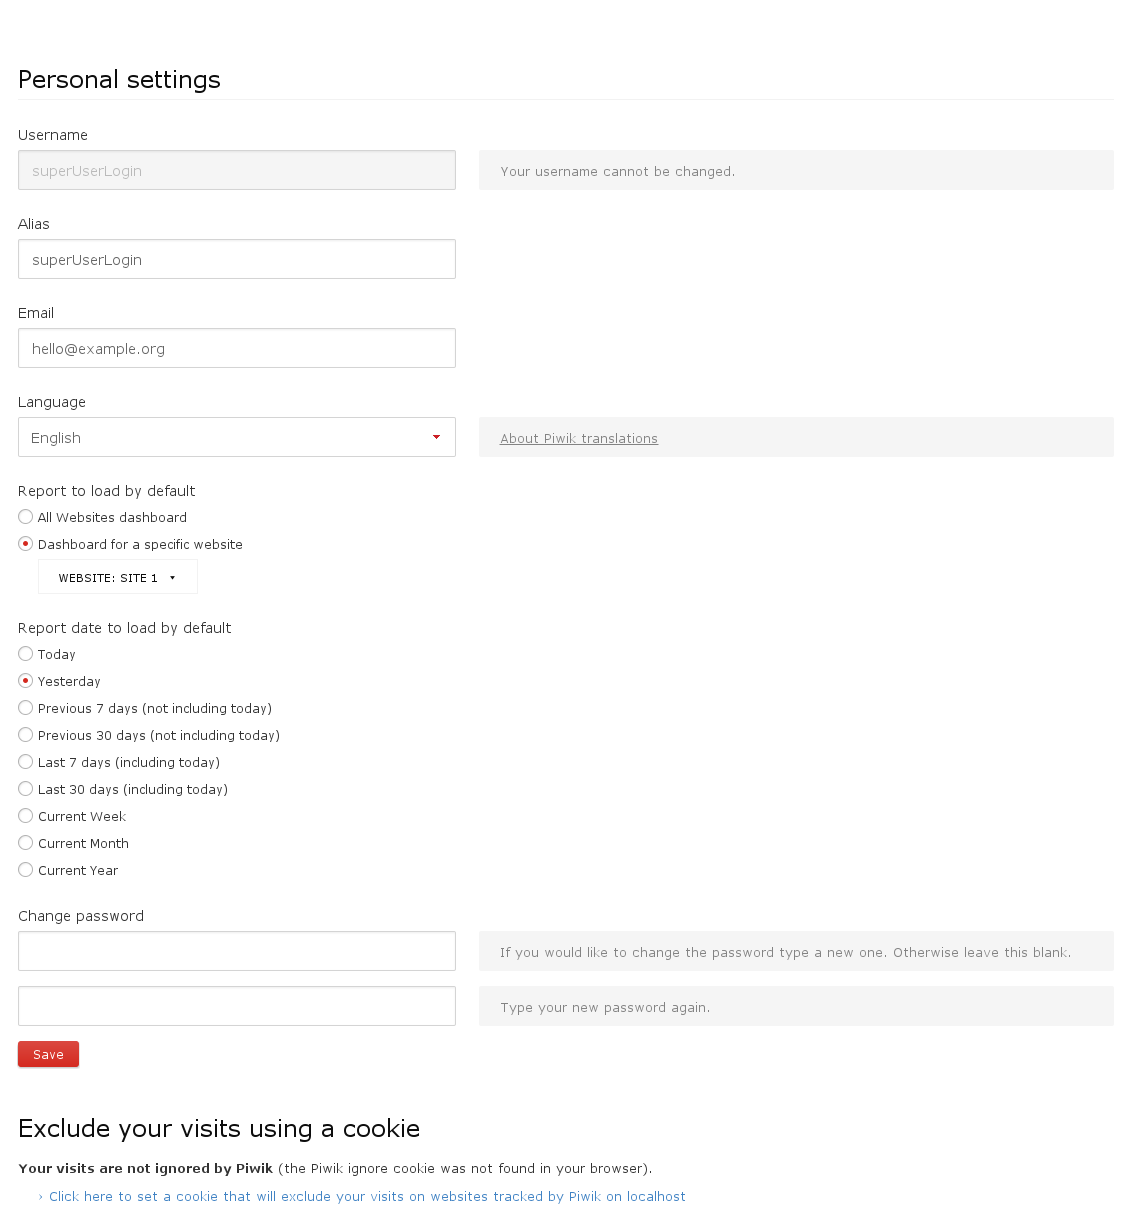 Personal settings
Username
superUserLogin
Your username cannot be changed.
Alias
superUserLogin
Email
hello@example.org
Language
English
About Piwik translations
Report to load by default
All Websites dashboard
Dashboard for a specific website
WEBSITE: SITE 1
Report date to load by default
Today
Yesterday
Previous 7 days (not including today)
Previous 30 days (not including today)
Last 7 days (including today)
Last 30 days (including today)
Current Week
Current Month
Current Year
Change password
If you would like to change the password type a new one. Otherwise leave this blank.
Type your new password again.
Save
Exclude your visits using a cookie
Your visits are not ignored by Piwik (the Piwik ignore cookie was not found in your browser).
› Click here to set a cookie that will exclude your visits on websites tracked by Piwik on localhost